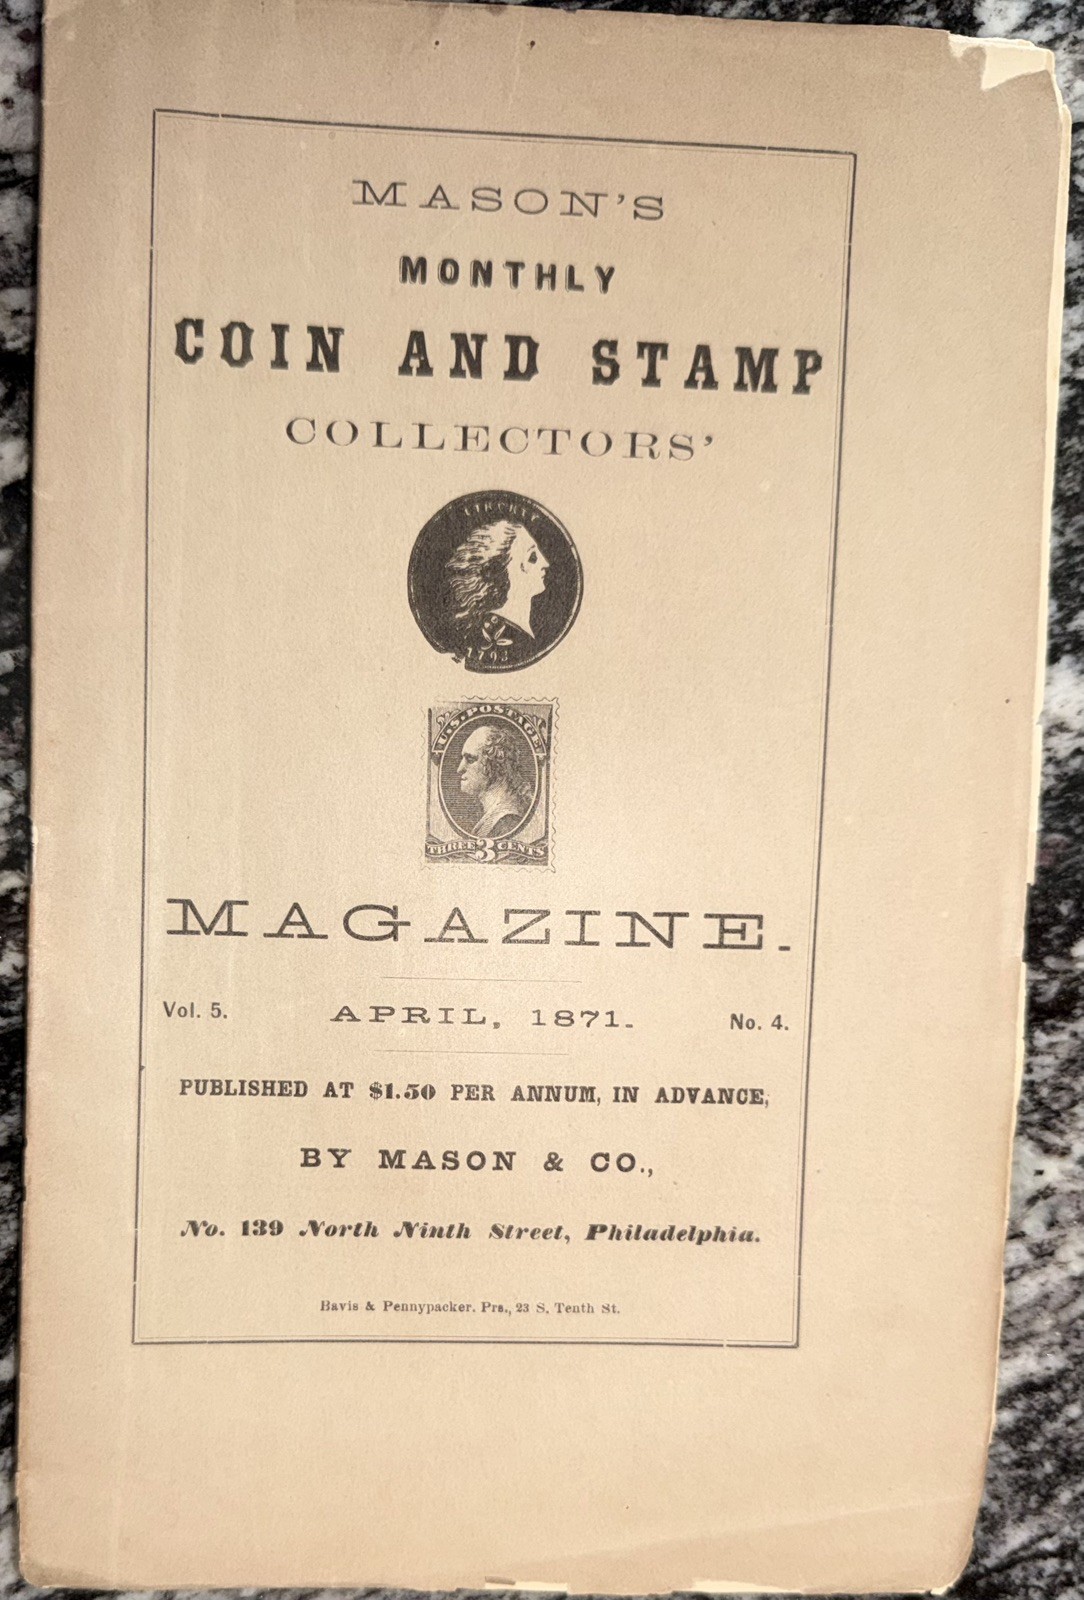 MASON'S
MONTHLY
COIN AND STAMP
COLLECTORS'
LIBERTY
1793
U.S. POSTAGE
THREE 3 CENTS
MAGAZINE.
Vol. 5. APRIL, 1871. No. 4.
PUBLISHED AT $1.50 PER ANNUM, IN ADVANCE,
BY MASON & CO.,
No. 139 North Ninth Street, Philadelphia.
Bavis & Pennypacker. Prs., 23 S. Tenth St.